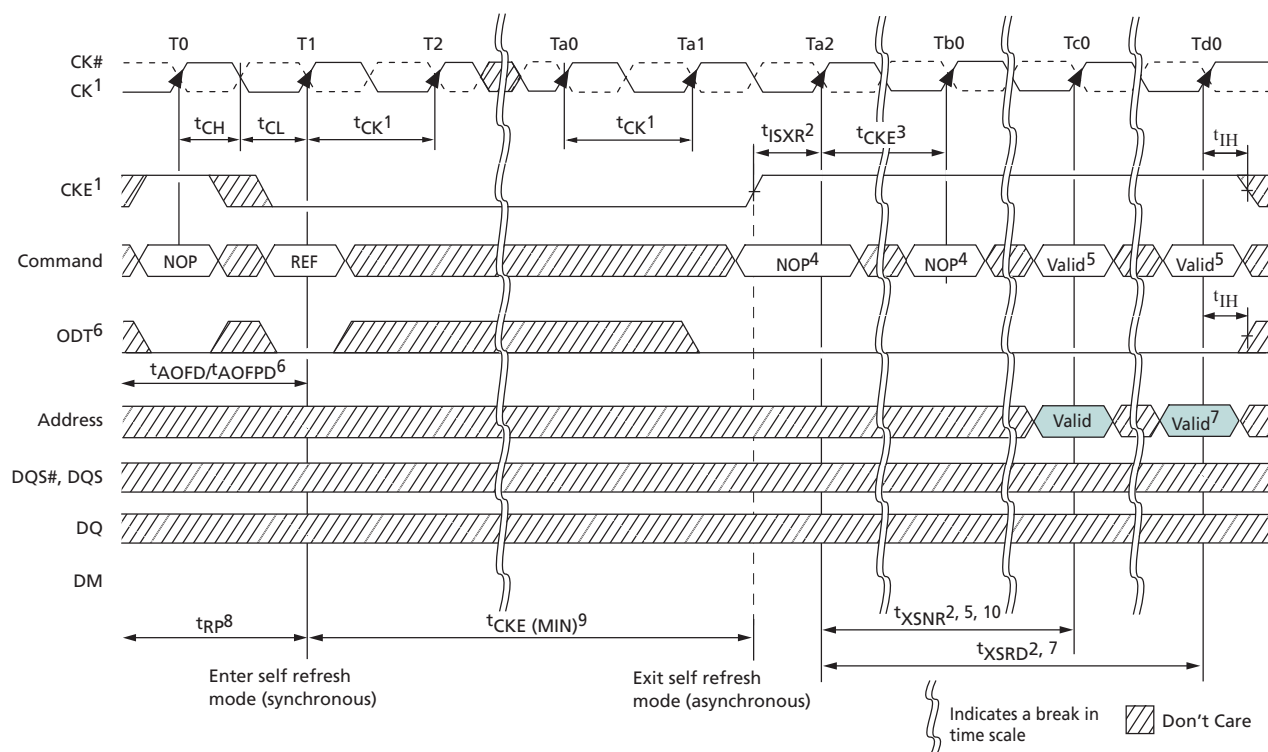 T0 T1 T2 Ta0 Ta1 Ta2 Tb0 Tc0 Td0
CK#
CK1
tCH tCL tCK1 tCK1 tISXR2 tCKE3 tIH
CKE1
Command NOP REF NOP4 NOP4 Valid5 Valid5
tIH
ODT6
tAOFD/tAOFPD6
Address Valid Valid7
DQS#, DQS
DQ
DM
tRP8 tCKE (MIN)9 tXSNR2, 5, 10
tXSRD2, 7
Enter self refresh
mode (synchronous)
Exit self refresh
mode (asynchronous)
Indicates a break in
time scale
Don't Care